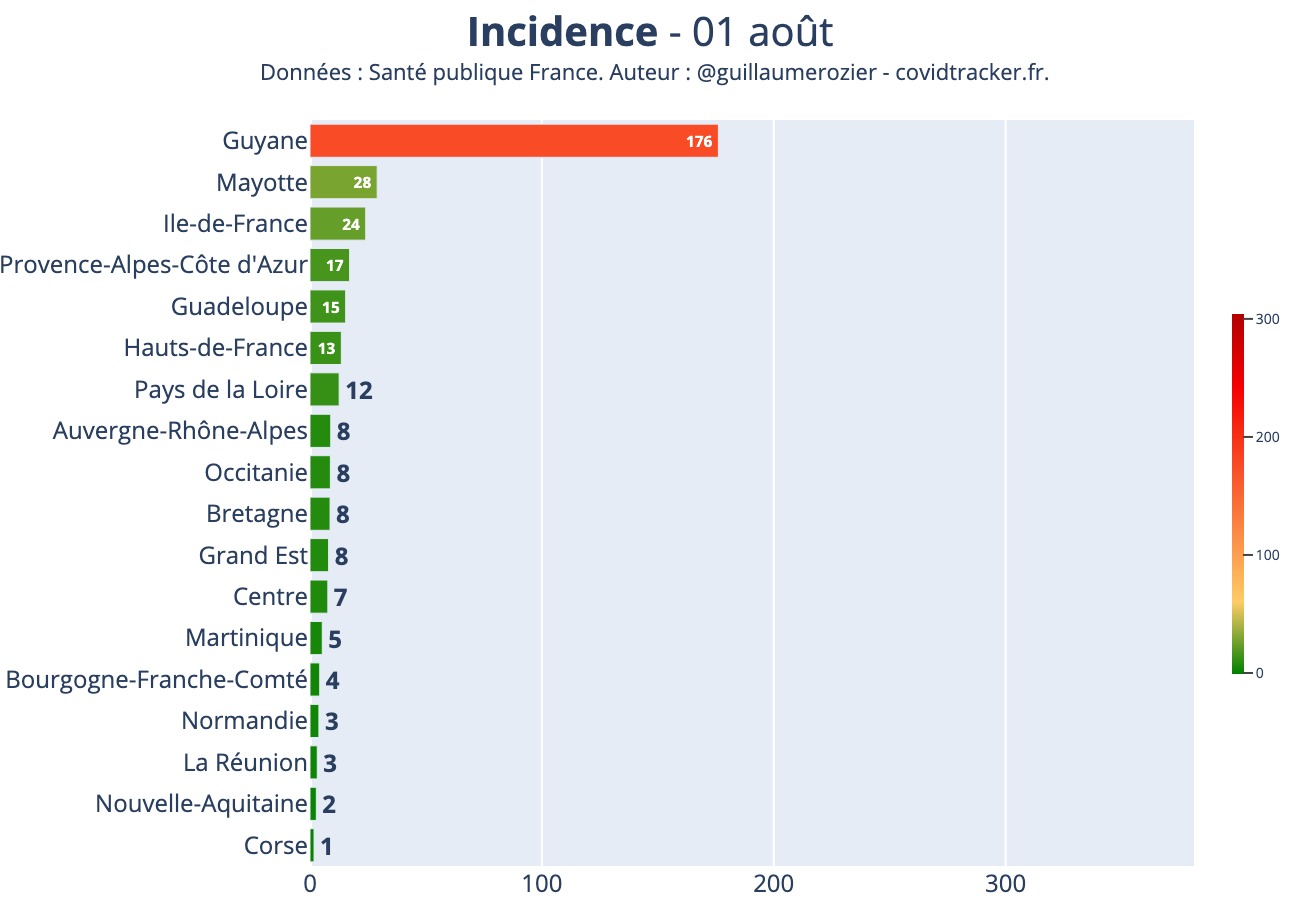 Incidence - 01 août
Données : Santé publique France. Auteur : @guillaumerozier - covidtracker.fr.
Guyane 176
Mayotte 28
Ile-de-France 24
Provence-Alpes-Côte d'Azur 17
Guadeloupe 15
Hauts-de-France 13
Pays de la Loire 12
Auvergne-Rhône-Alpes 8
Occitanie 8
Bretagne 8
Grand Est 8
Centre 7
Martinique 5
Bourgogne-Franche-Comté 4
Normandie 3
La Réunion 3
Nouvelle-Aquitaine 2
Corse 1
0 100 200 300
300
200
100
0